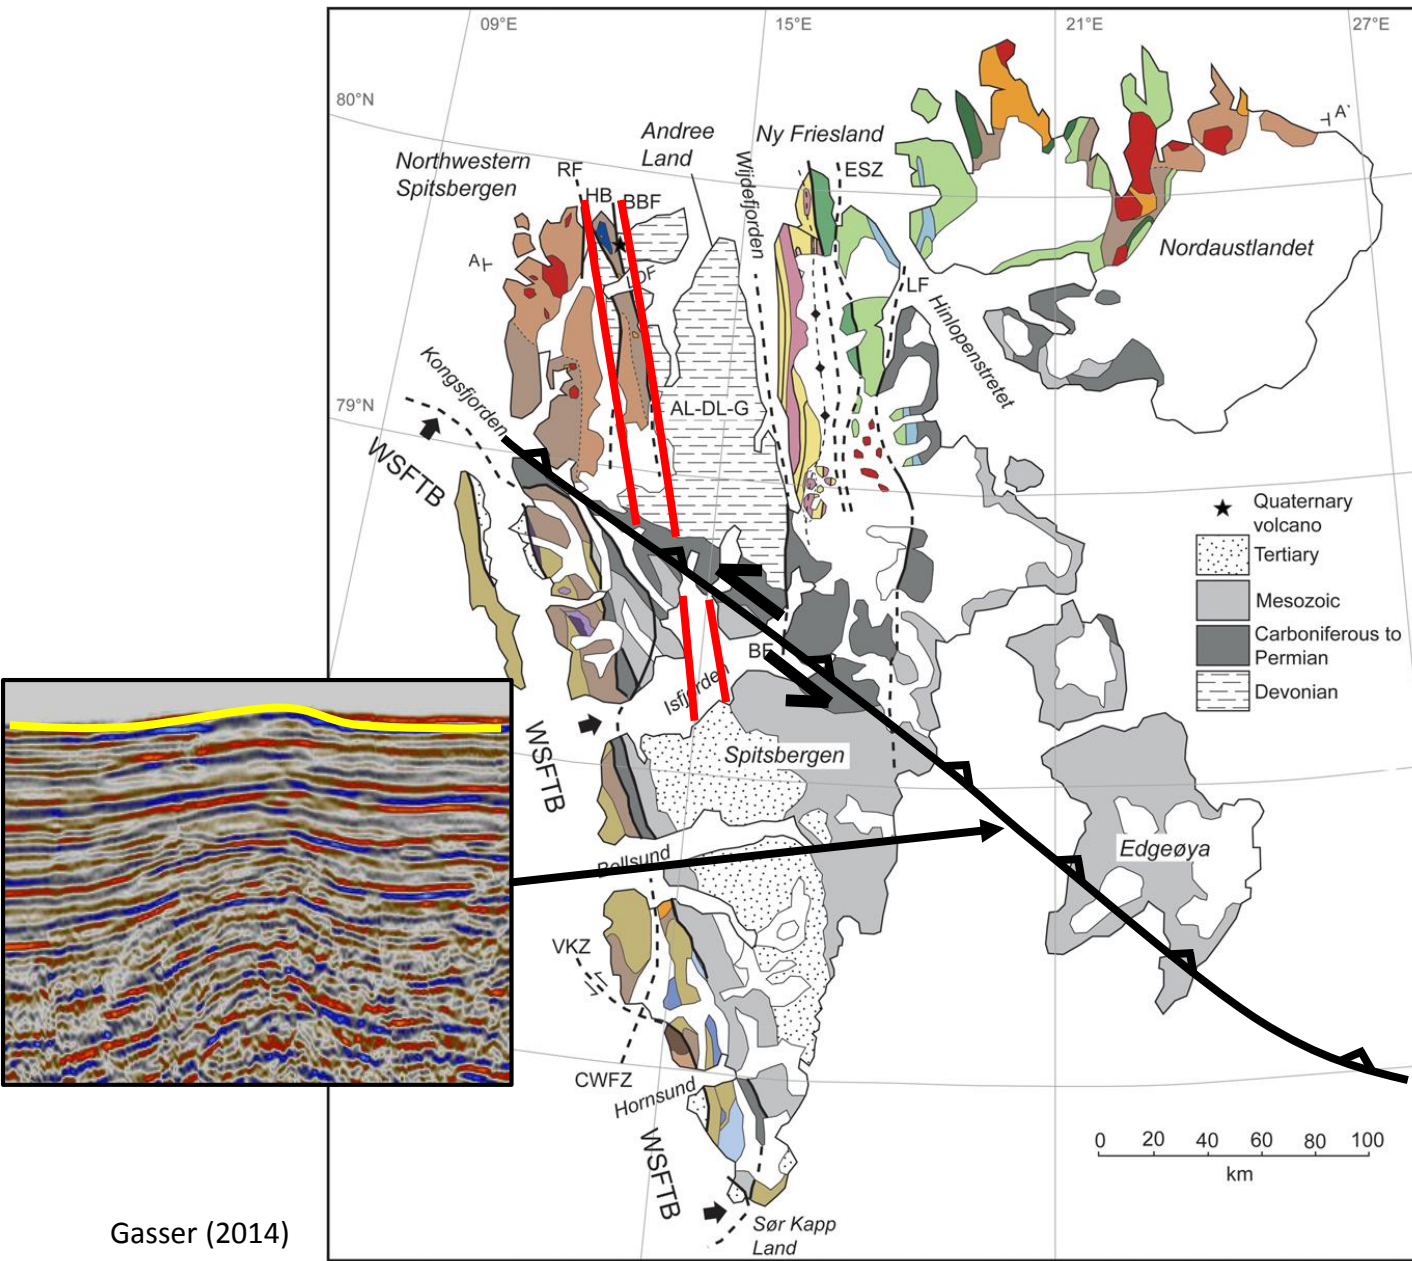 09°E
15°E
21°E
27°E
80°N
A`
Andree
Land
Ny Friesland
Northwestern
Spitsbergen
RF
HB
BBF
Wijdefjorden
ESZ
Nordaustlandet
A
LF
Hinlopenstretet
Kongsfjorden
79°N
AL-DL-G
WSFTB
Quaternary
volcano
Tertiary
Mesozoic
Carboniferous to
Permian
Devonian
BF
Isfjorden
WSFTB
Spitsbergen
Edgeøya
Bellsund
VKZ
CWFZ
Hornsund
0 20 40 60 80 100
km
WSFTB
Sør Kapp
Land
Gasser (2014)